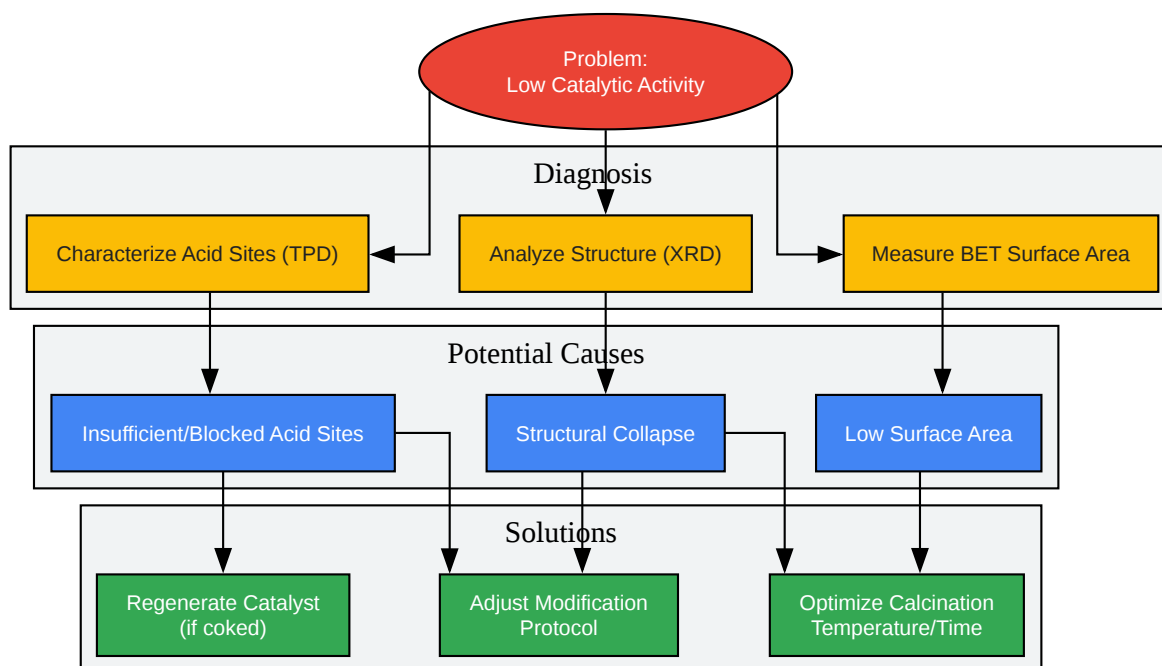 Problem:
Low Catalytic Activity
Diagnosis
Characterize Acid Sites (TPD)
Analyze Structure (XRD)
Measure BET Surface Area
Potential Causes
Insufficient/Blocked Acid Sites
Structural Collapse
Low Surface Area
Solutions
Regenerate Catalyst
(if coked)
Adjust Modification
Protocol
Optimize Calcination
Temperature/Time